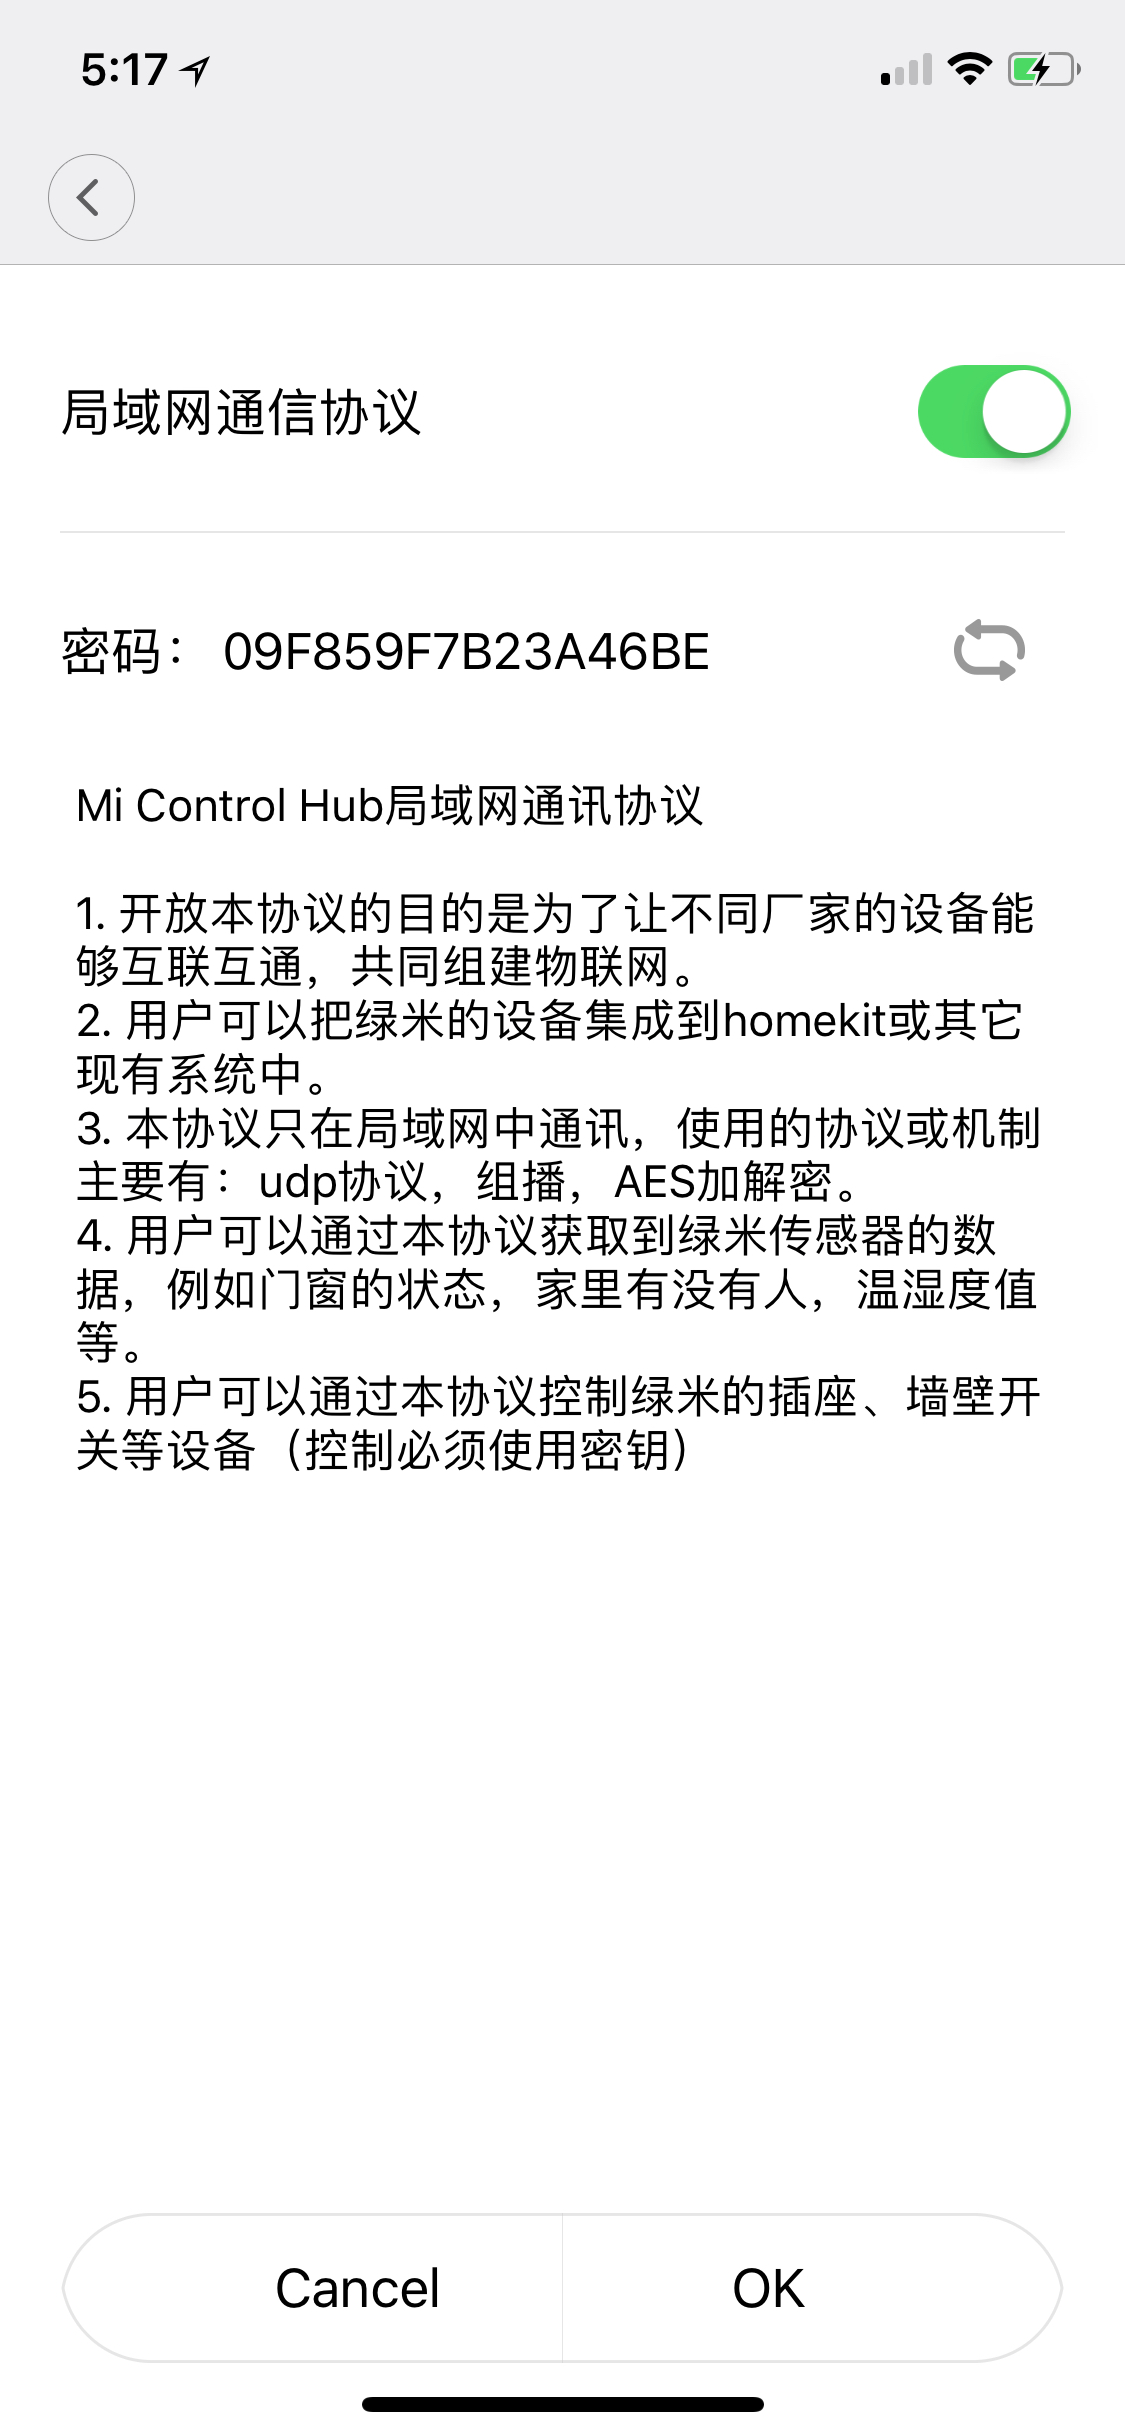 5:17
局域网通信协议
密码： 09F859F7B23A46BE
Mi Control Hub局域网通讯协议
1. 开放本协议的目的是为了让不同厂家的设备能
够互联互通，共同组建物联网。
2. 用户可以把绿米的设备集成到homekit或其它
现有系统中。
3. 本协议只在局域网中通讯，使用的协议或机制
主要有：udp协议，组播，AES加解密。
4. 用户可以通过本协议获取到绿米传感器的数
据，例如门窗的状态，家里有没有人，温湿度值
等。
5. 用户可以通过本协议控制绿米的插座、墙壁开
关等设备（控制必须使用密钥）
Cancel
OK